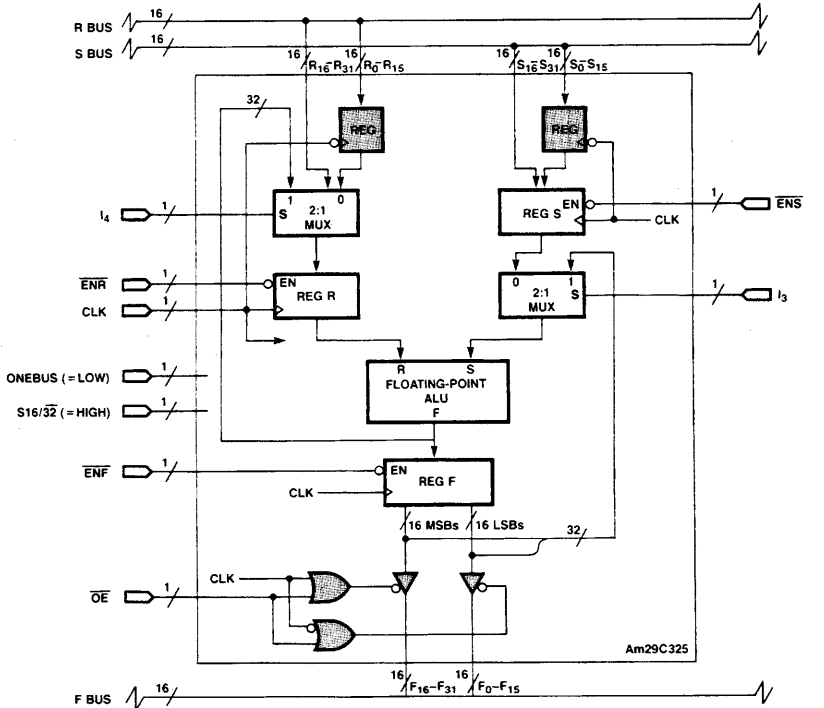 R BUS 16
S BUS 16
16 R16–R31 16 R0–R15
16 S16–S31 16 S0–S15
32
REG
REG
1 0
S 2:1
MUX
I4 1
EN
REG S
CLK
1 ENS
ENR 1
CLK 1
EN
REG R
0 1
2:1 S
MUX
1 I3
R S
FLOATING-POINT
ALU
F
ONEBUS (=LOW) 1
S16/32 (=HIGH) 1
ENF 1
EN
REG F
CLK
16 MSBs 16 LSBs
32
CLK
OE 1
Am29C325
16 F16–F31 16 F0–F15
F BUS 16